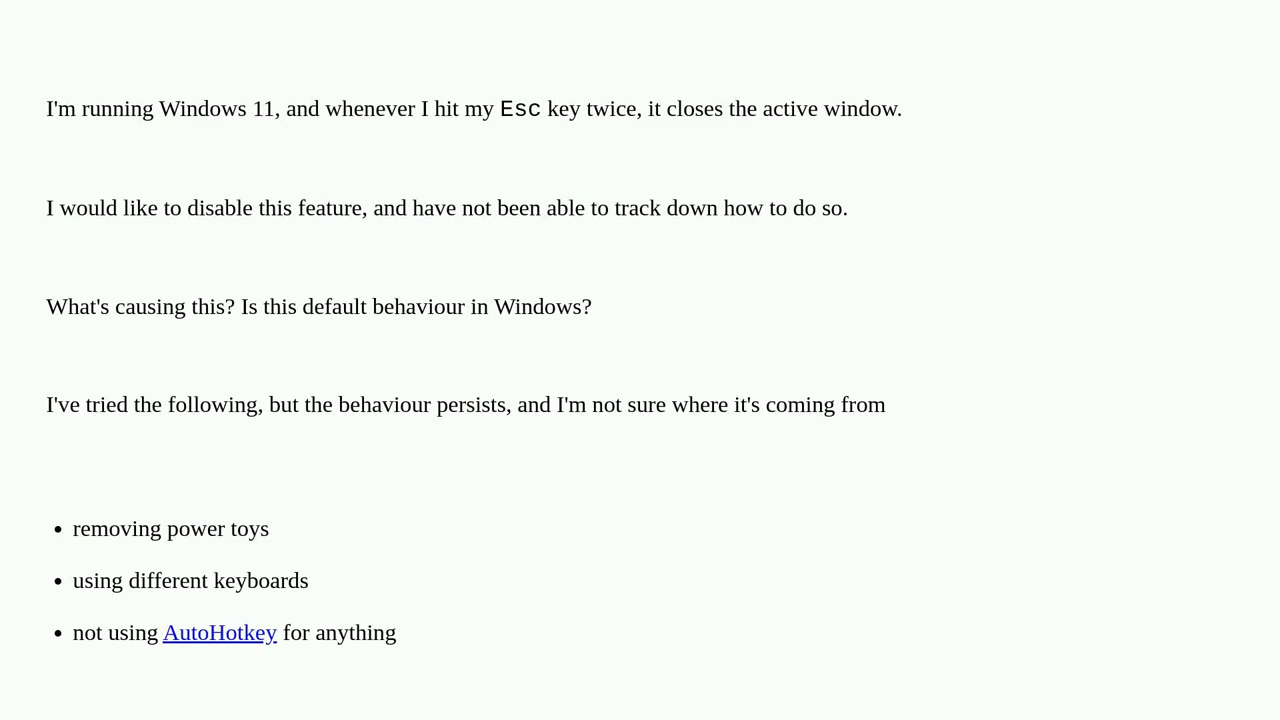 I'm running Windows 11, and whenever I hit my Esc key twice, it closes the active window.
I would like to disable this feature, and have not been able to track down how to do so.
What's causing this? Is this default behaviour in Windows?
I've tried the following, but the behaviour persists, and I'm not sure where it's coming from
• removing power toys
• using different keyboards
• not using AutoHotkey for anything